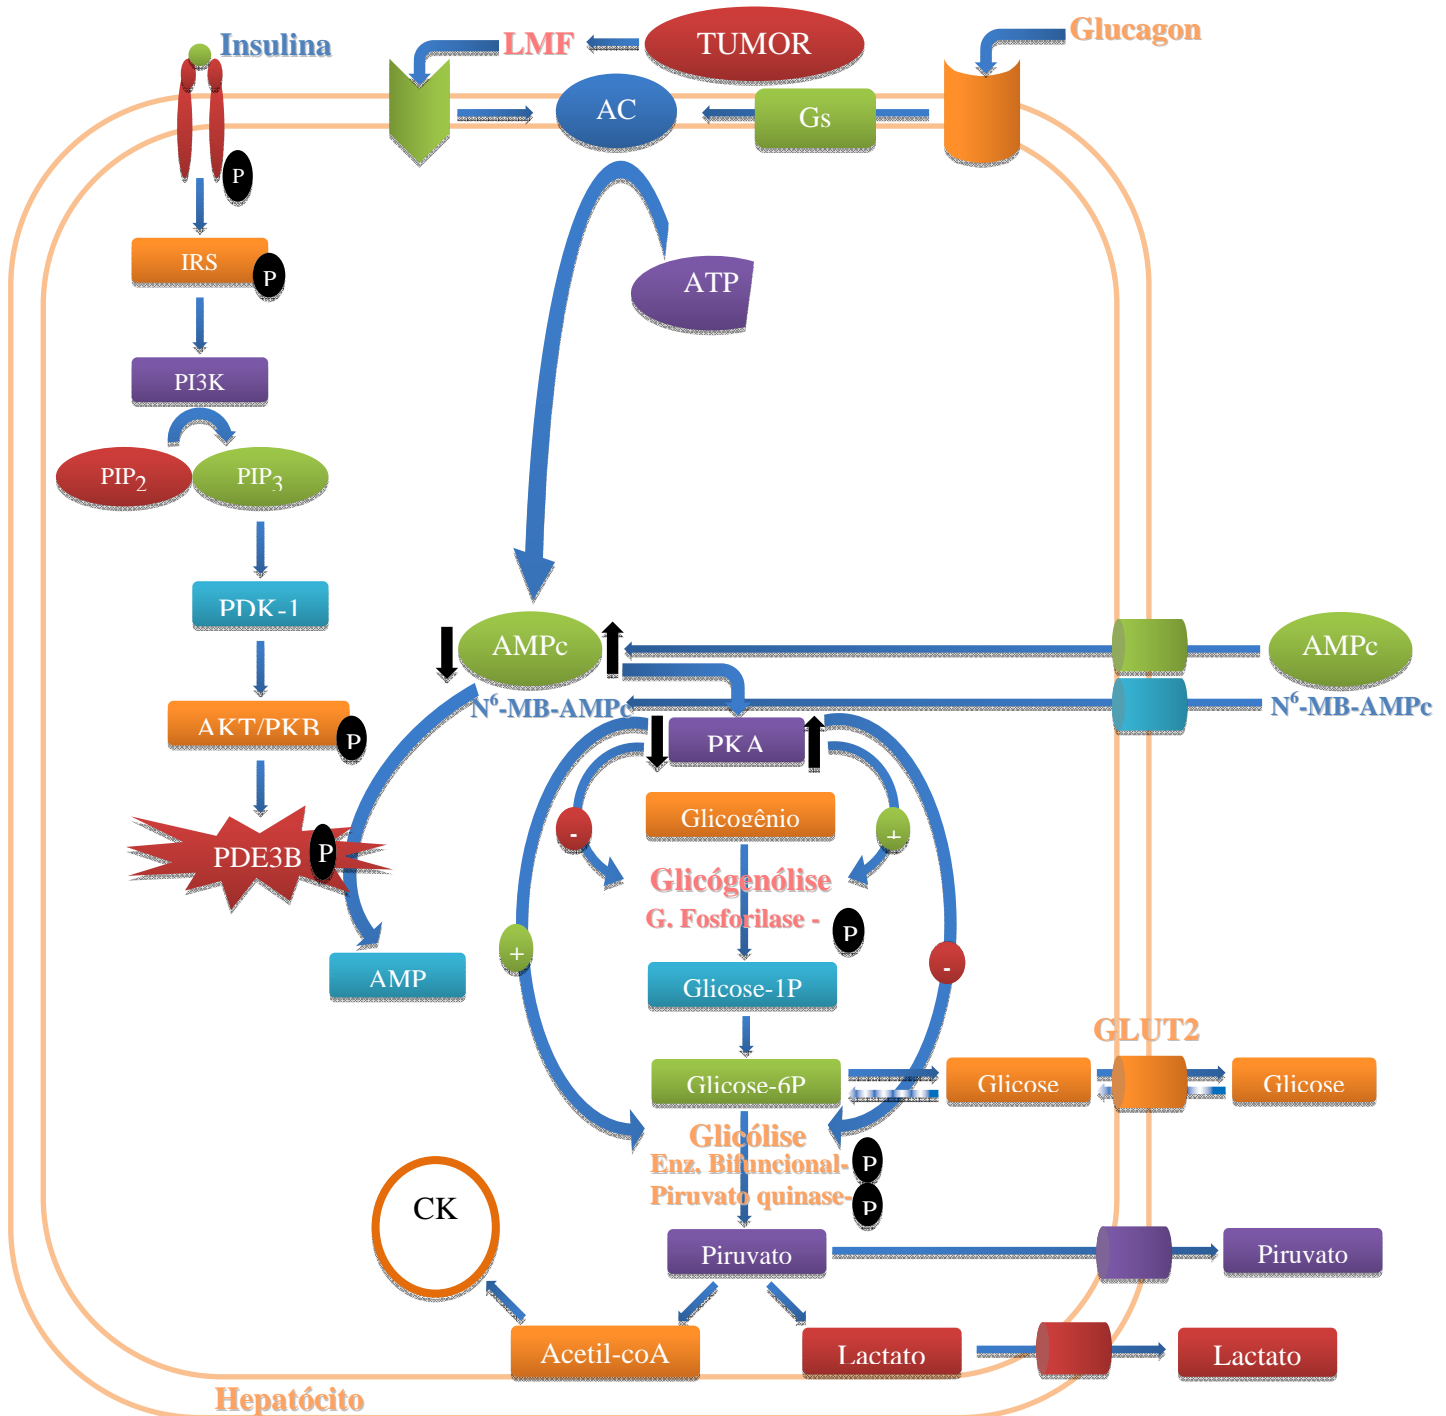 Insulina
LMF
TUMOR
Glucagon
AC
Gs
P
IRS
P
ATP
PI3K
PIP2
PIP3
PDK-1
AMPc
AMPc
N6-MB-AMPc
N6-MB-AMPc
AKT/PKB
P
PKA
PDE3B
P
Glicogênio
-
+
Glicógenólise
G. Fosforilase -
P
+
-
AMP
Glicose-1P
GLUT2
Glicose-6P
Glicose
Glicose
Glicólise
Enz. Bifuncional-
P
Piruvato quinase-
P
CK
Piruvato
Piruvato
Acetil-coA
Lactato
Lactato
Hepatócito